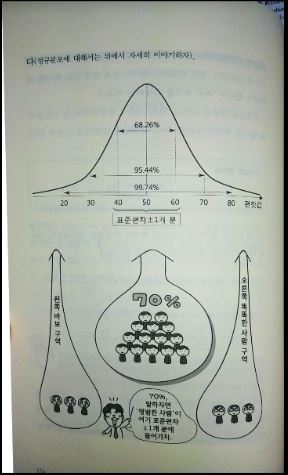 다(정규분포에 대해서는 뒤에서 자세히 이야기하자).
68.26%
95.44%
99.74%
20 30 40 50 60 70 80 편찻값
표준편차±1개 분
왼쪽 바보 구역
70%
오른쪽 똑똑한 사람 구역
70%,
말하자면
'평범한 사람'이
여기 표준편차
±1개 분에
들어가지.